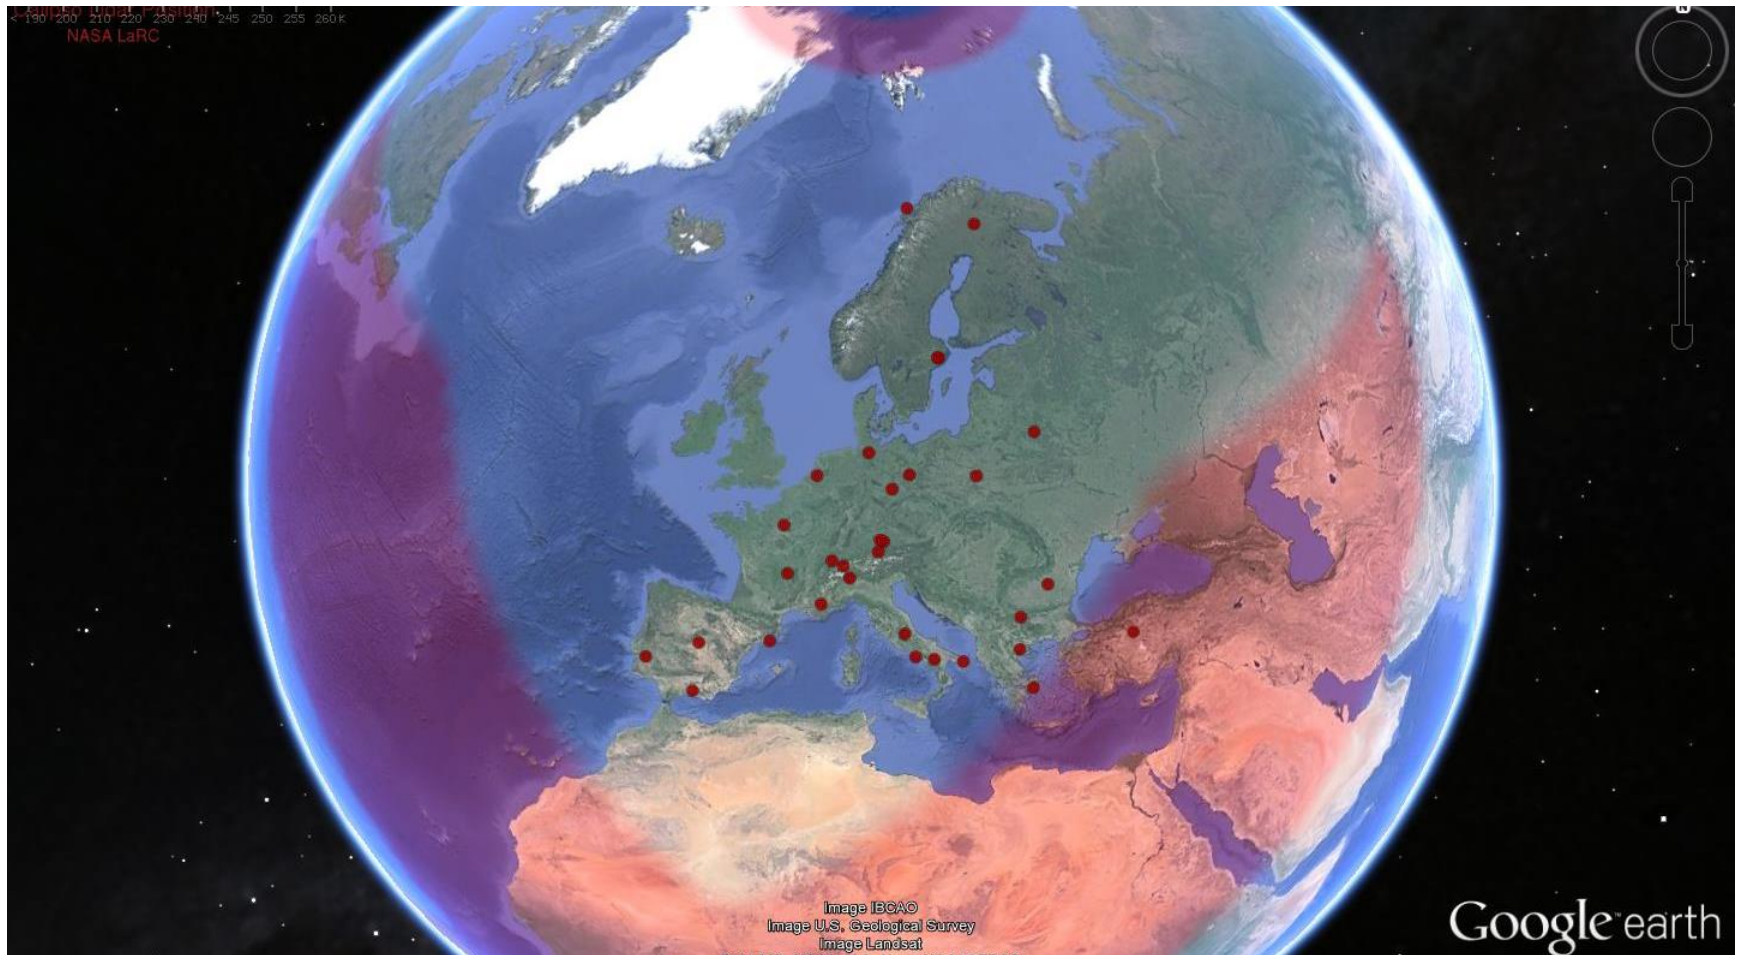 < 190 200 210 220 230 240 245 250 255 260 K
NASA LaRC
N
Image IBCAO
Image U.S. Geological Survey
Image Landsat
Google earth